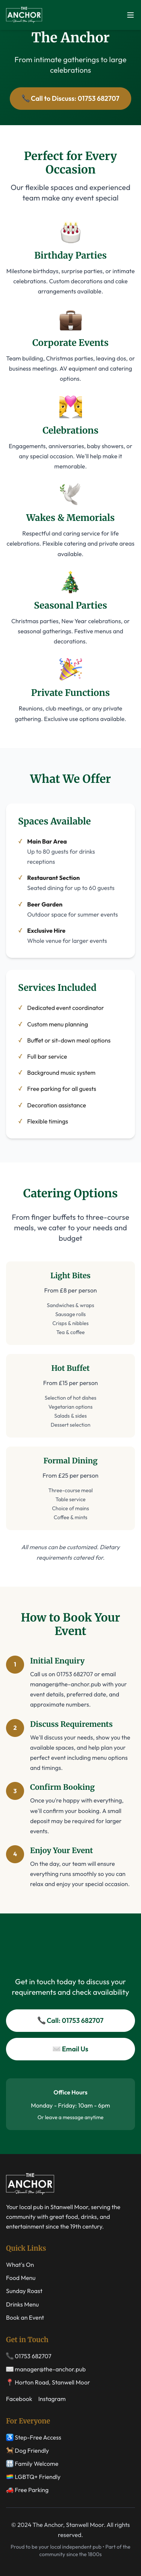 THE
ANCHOR
STANWELL MOOR
The Anchor
From intimate gatherings to large
celebrations
Call to Discuss: 01753 682707
Perfect for Every
Occasion
Our flexible spaces and experienced
team make any event special
Birthday Parties
Milestone birthdays, surprise parties, or intimate
celebrations. Custom decorations and cake
arrangements available.
Corporate Events
Team building, Christmas parties, leaving dos, or
business meetings. AV equipment and catering
options.
Celebrations
Engagements, anniversaries, baby showers, or
any special occasion. We'll help make it
memorable.
Wakes & Memorials
Respectful and caring service for life
celebrations. Flexible catering and private areas
available.
Seasonal Parties
Christmas parties, New Year celebrations, or
seasonal gatherings. Festive menus and
decorations.
Private Functions
Reunions, club meetings, or any private
gathering. Exclusive use options available.
What We Offer
Spaces Available
✓ Main Bar Area
Up to 80 guests for drinks
receptions
✓ Restaurant Section
Seated dining for up to 60 guests
✓ Beer Garden
Outdoor space for summer events
✓ Exclusive Hire
Whole venue for larger events
Services Included
✓ Dedicated event coordinator
✓ Custom menu planning
✓ Buffet or sit-down meal options
✓ Full bar service
✓ Background music system
✓ Free parking for all guests
✓ Decoration assistance
✓ Flexible timings
Catering Options
From finger buffets to three-course
meals, we cater to your needs and
budget
Light Bites
From £8 per person
Sandwiches & wraps
Sausage rolls
Crisps & nibbles
Tea & coffee
Hot Buffet
From £15 per person
Selection of hot dishes
Vegetarian options
Salads & sides
Dessert selection
Formal Dining
From £25 per person
Three-course meal
Table service
Choice of mains
Coffee & mints
All menus can be customized. Dietary
requirements catered for.
How to Book Your
Event
1 Initial Enquiry
Call us on 01753 682707 or email
manager@the-anchor.pub with your
event details, preferred date, and
approximate numbers.
2 Discuss Requirements
We'll discuss your needs, show you the
available spaces, and help plan your
perfect event including menu options
and timings.
3 Confirm Booking
Once you're happy with everything,
we'll confirm your booking. A small
deposit may be required for larger
events.
4 Enjoy Your Event
On the day, our team will ensure
everything runs smoothly so you can
relax and enjoy your special occasion.
Get in touch today to discuss your
requirements and check availability
Call: 01753 682707
Email Us
Office Hours
Monday - Friday: 10am - 6pm
Or leave a message anytime
THE
ANCHOR
STANWELL MOOR
Your local pub in Stanwell Moor, serving the
community with great food, drinks, and
entertainment since the 19th century.
Quick Links
What's On
Food Menu
Sunday Roast
Drinks Menu
Book an Event
Get in Touch
01753 682707
manager@the-anchor.pub
Horton Road, Stanwell Moor
Facebook Instagram
For Everyone
Step-Free Access
Dog Friendly
Family Welcome
LGBTQ+ Friendly
Free Parking
© 2024 The Anchor, Stanwell Moor. All rights
reserved.
Proud to be your local independent pub • Part of the
community since the 1800s